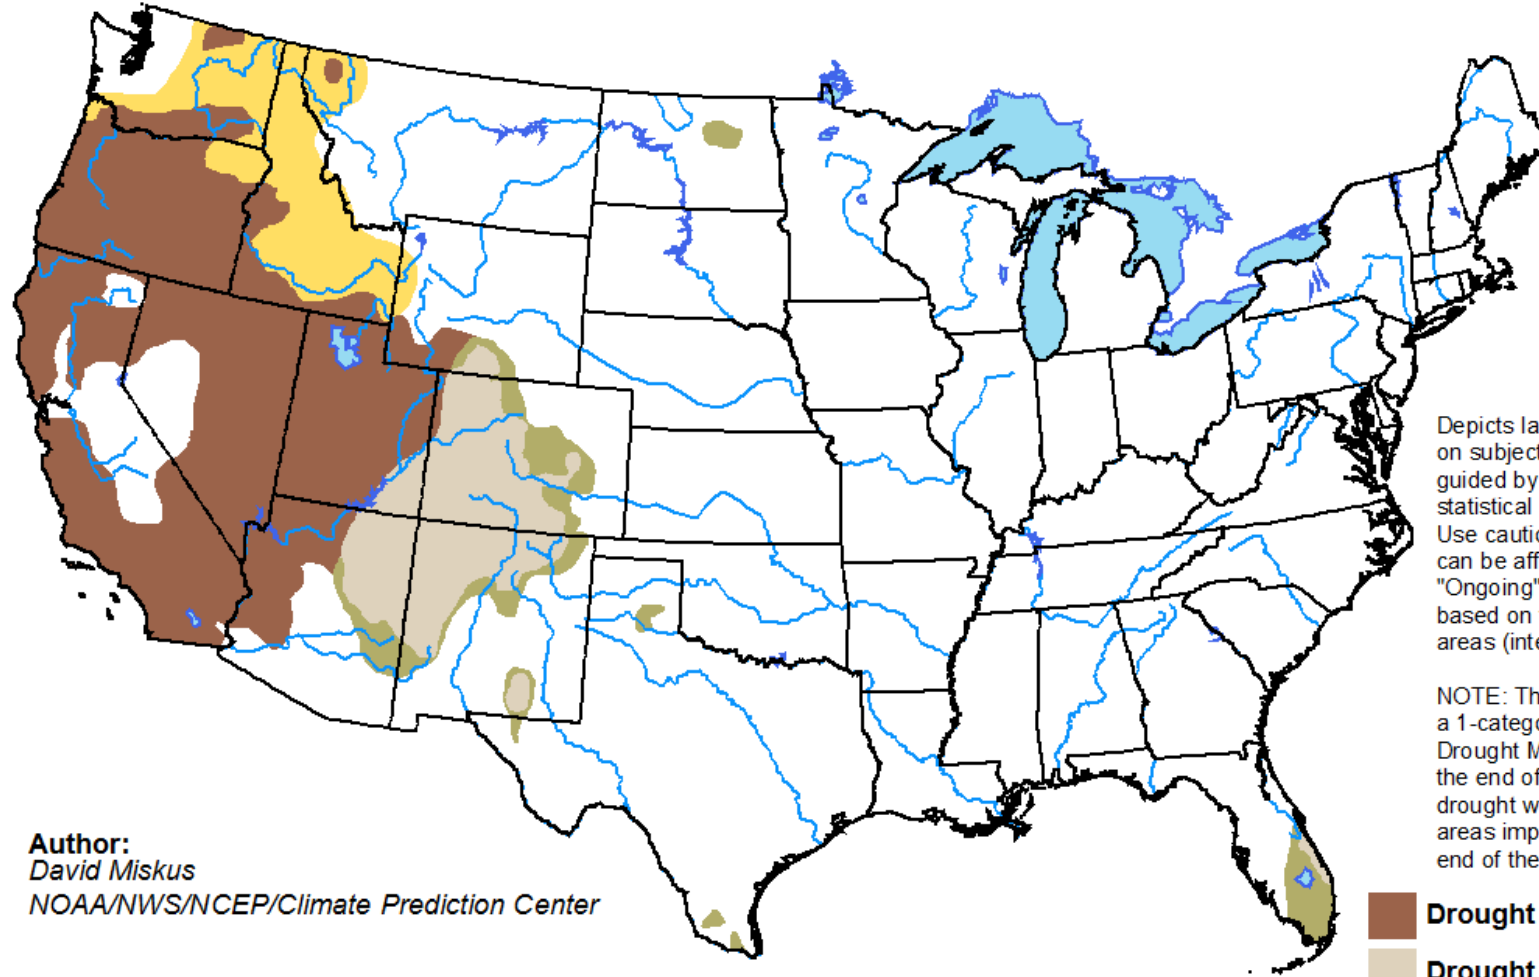 Depicts la
on subject
guided by
statistical
Use cautio
can be aff
"Ongoing"
based on
areas (inte
NOTE: Th
a 1-catego
Drought M
the end of
drought w
areas imp
end of the
Author:
David Miskus
NOAA/NWS/NCEP/Climate Prediction Center
Drought
Drought